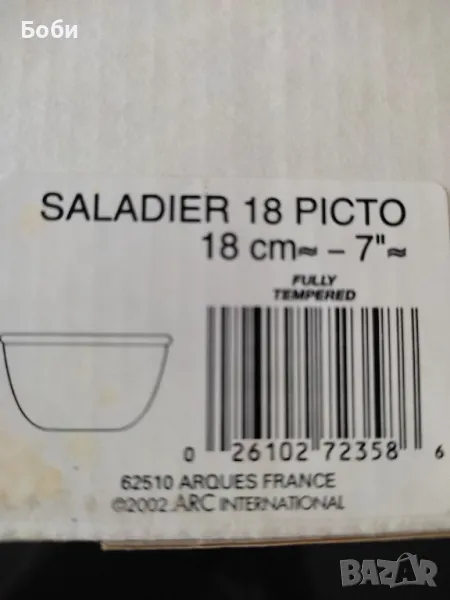 Боби
SALADIER 18 PICTO
18 cm≈ – 7"≈
FULLY
TEMPERED
0 26102 72358 6
62510 ARQUES FRANCE
©2002 ARC INTERNATIONAL
BAZAR